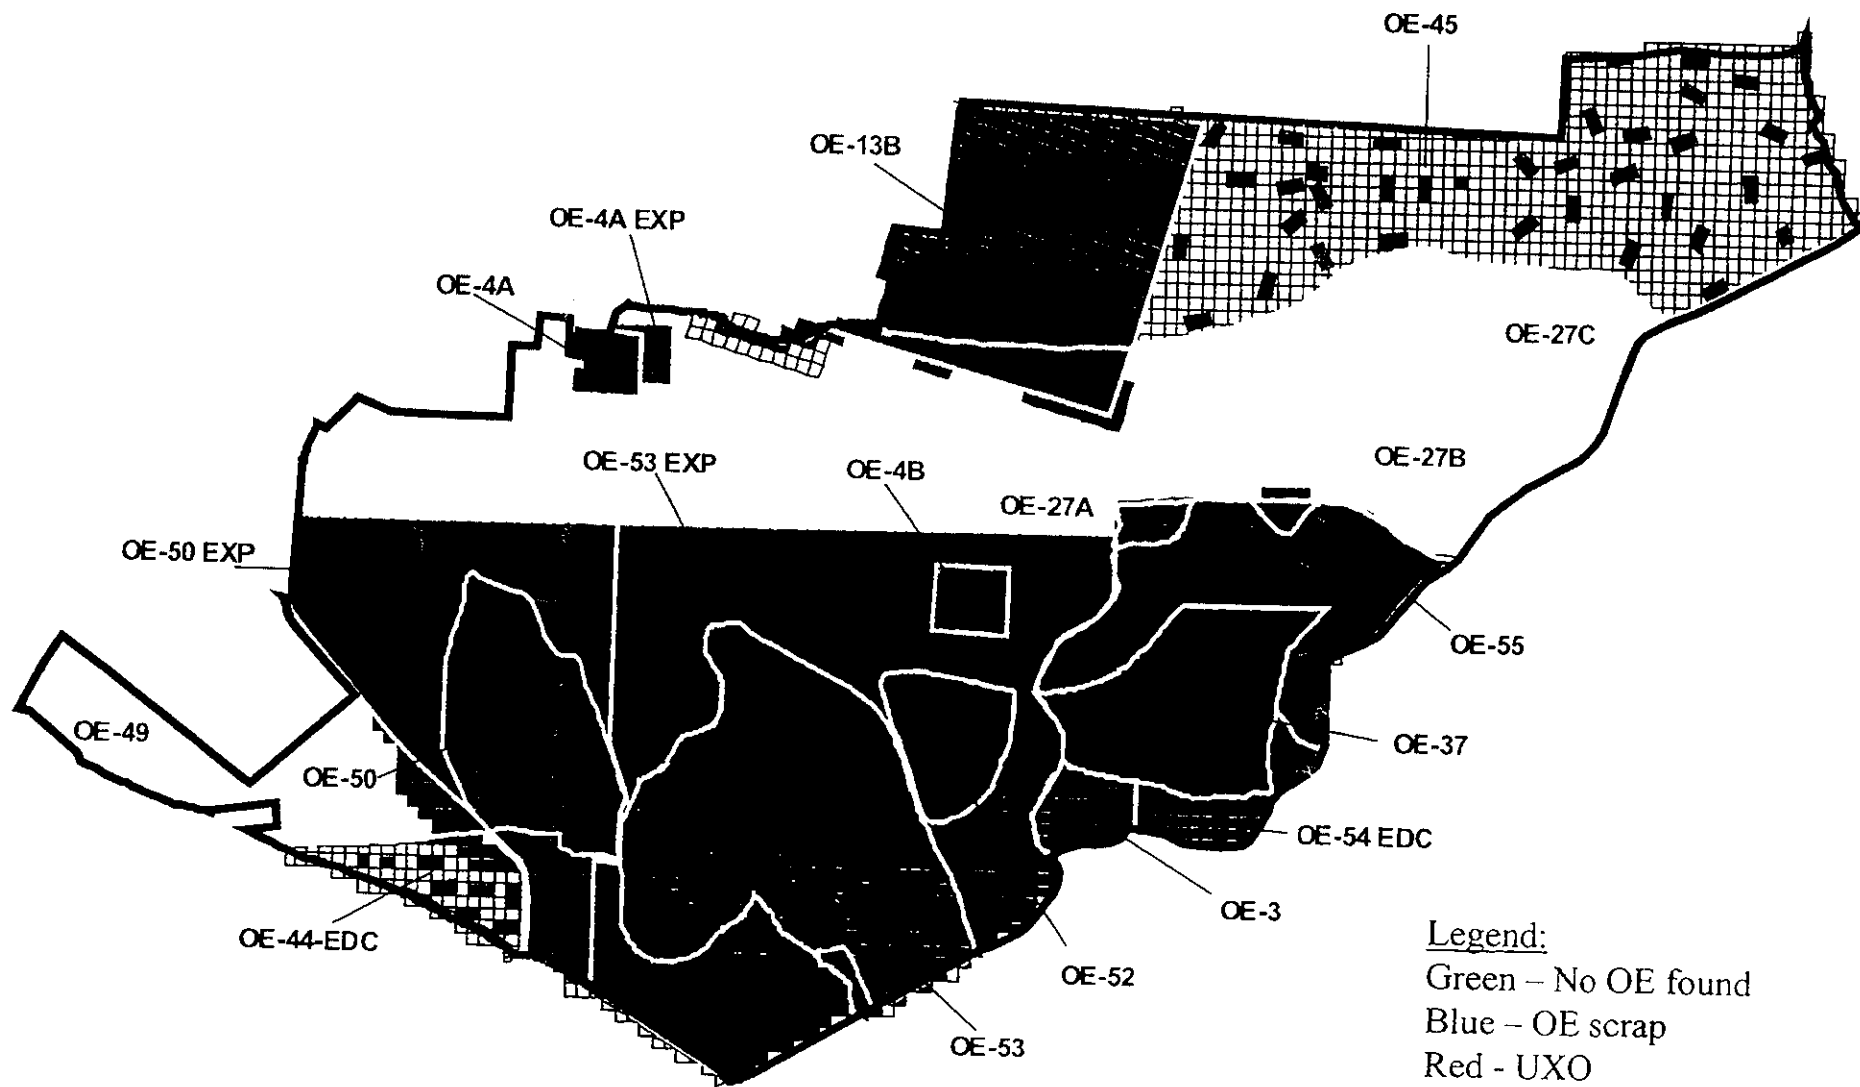 OE-45
OE-13B
OE-4A EXP
OE-4A
OE-27C
OE-27B
OE-53 EXP
OE-4B
OE-27A
OE-50 EXP
OE-55
OE-49
OE-37
OE-50
OE-54 EDC
OE-3
OE-44-EDC
OE-52
OE-53
Legend:
Green – No OE found
Blue – OE scrap
Red - UXO